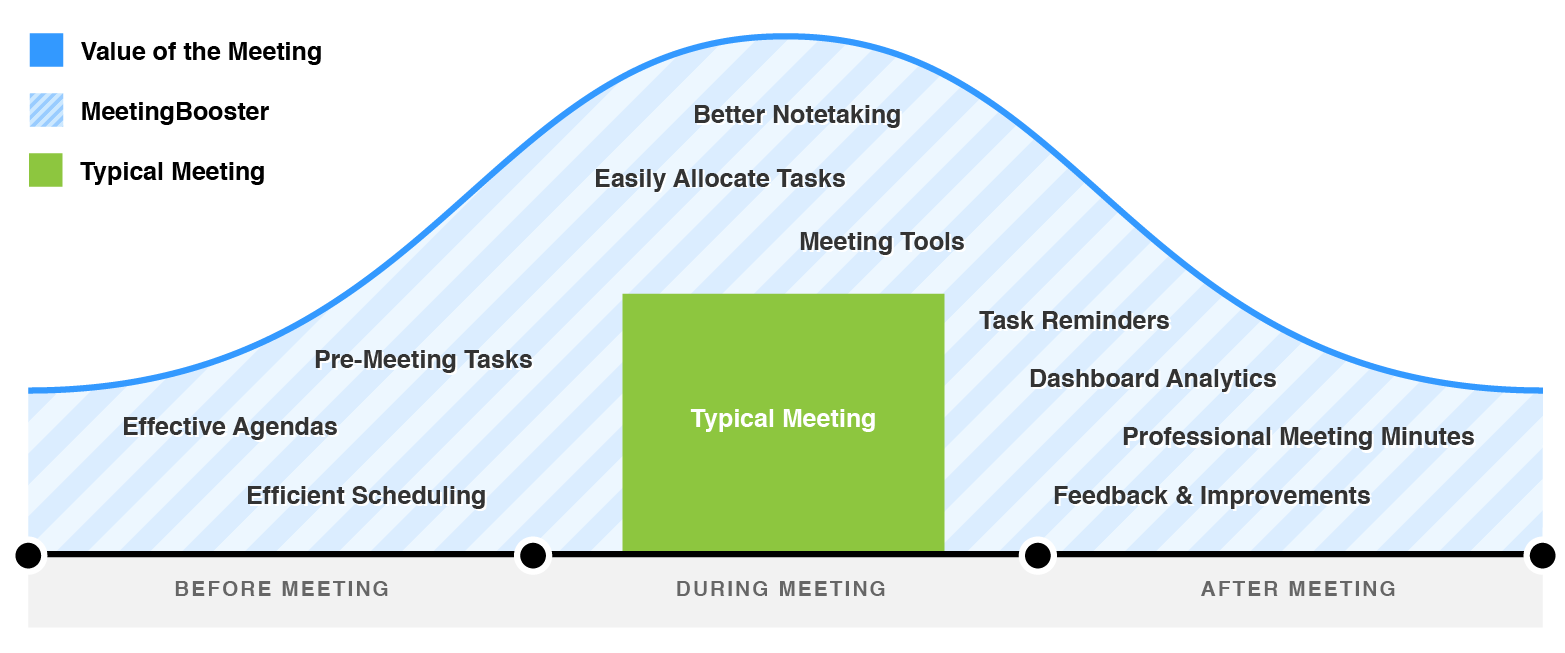 Value of the Meeting
MeetingBooster
Typical Meeting
Better Notetaking
Easily Allocate Tasks
Meeting Tools
Task Reminders
Pre-Meeting Tasks
Dashboard Analytics
Typical Meeting
Effective Agendas
Professional Meeting Minutes
Efficient Scheduling
Feedback & Improvements
BEFORE MEETING
DURING MEETING
AFTER MEETING